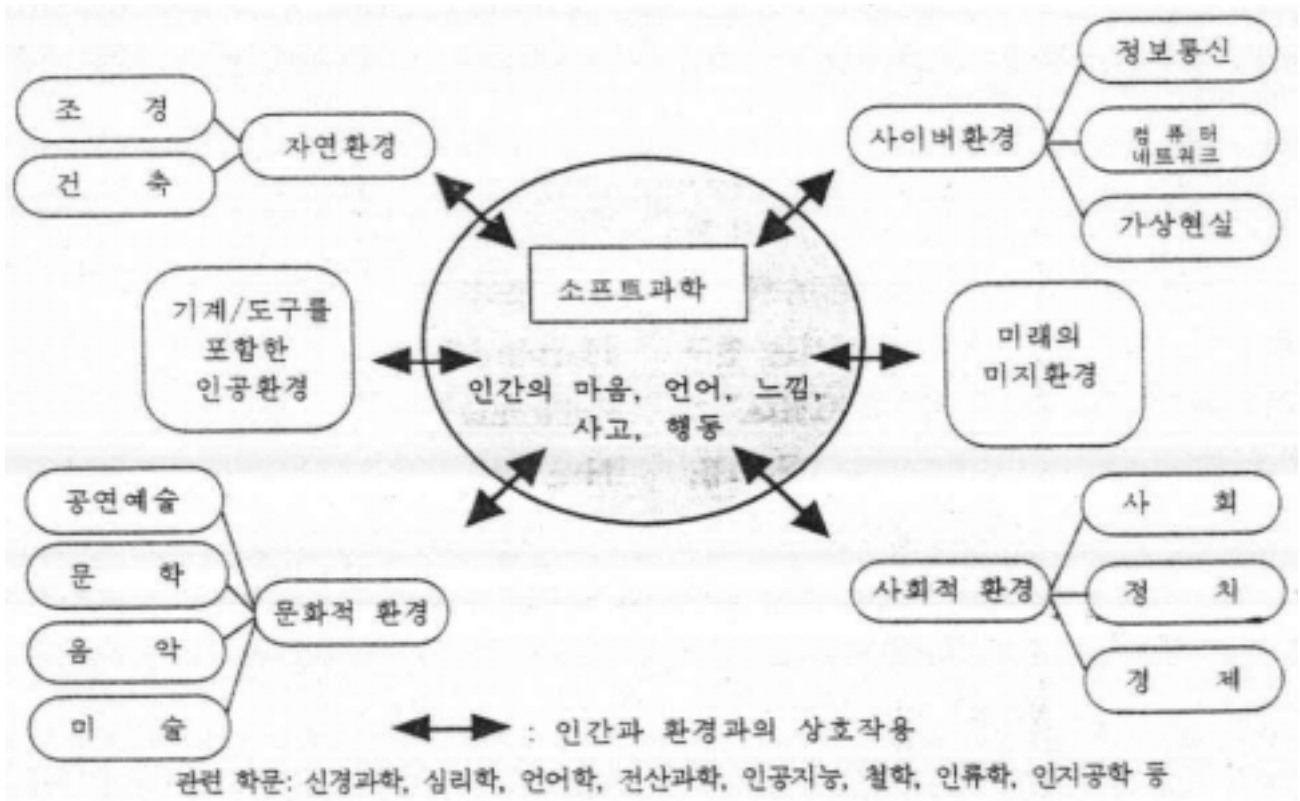 조 경
건 축
자연환경
사이버환경
정보통신
컴 퓨 터
네트워크
가상현실
소프트과학
인간의 마음, 언어, 느낌,
사고, 행동
기계/도구를
포함한
인공환경
미래의
미지환경
공연예술
문 학
음 악
미 술
문화적 환경
사회적 환경
사 회
정 치
경 제
: 인간과 환경과의 상호작용
관련 학문: 신경과학, 심리학, 언어학, 전산과학, 인공지능, 철학, 인류학, 인지공학 등